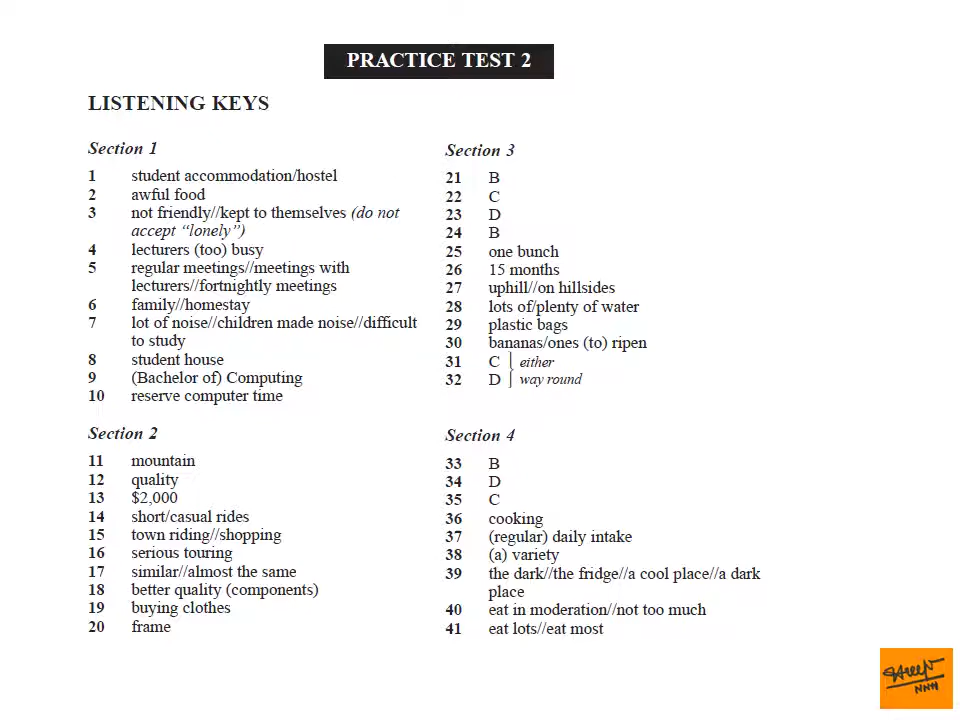 PRACTICE TEST 2
LISTENING KEYS
Section 1
1 student accommodation/hostel
2 awful food
3 not friendly//kept to themselves (do not
accept “lonely”)
4 lecturers (too) busy
5 regular meetings//meetings with
lecturers//fortnightly meetings
6 family//homestay
7 lot of noise//children made noise//difficult
to study
8 student house
9 (Bachelor of) Computing
10 reserve computer time
Section 2
11 mountain
12 quality
13 $2,000
14 short/casual rides
15 town riding//shopping
16 serious touring
17 similar//almost the same
18 better quality (components)
19 buying clothes
20 frame
Section 3
21 B
22 C
23 D
24 B
25 one bunch
26 15 months
27 uphill//on hillsides
28 lots of/plenty of water
29 plastic bags
30 bananas/ones (to) ripen
31 C either
32 D way round
Section 4
33 B
34 D
35 C
36 cooking
37 (regular) daily intake
38 (a) variety
39 the dark//the fridge//a cool place//a dark
place
40 eat in moderation//not too much
41 eat lots//eat most